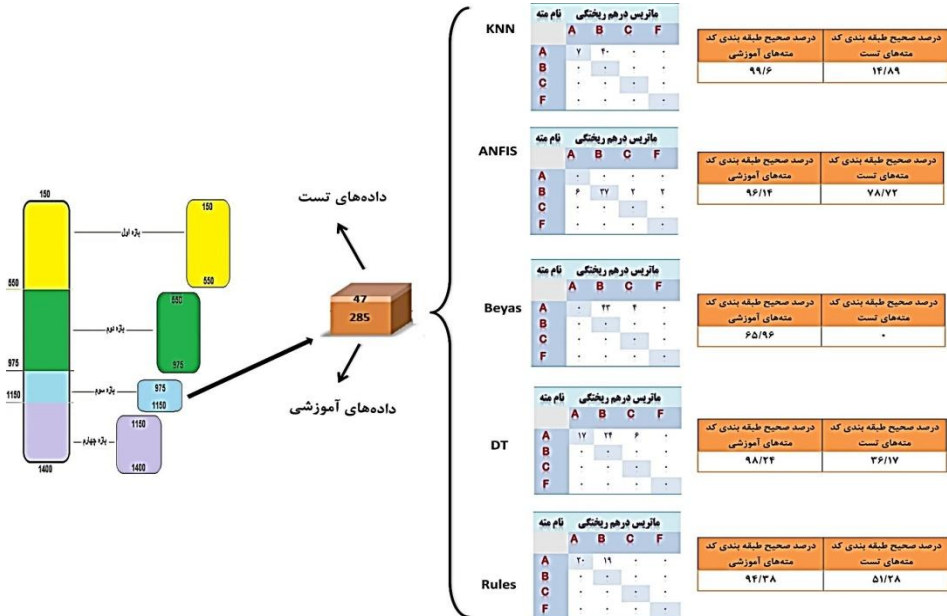 150
550
975
1150
1400
بازه اول
بازه دوم
بازه سوم
بازه چهارم
150
550
550
975
975
1150
1150
1400
داده‌های تست
47
285
داده‌های آموزشی
KNN
نام مته ماتریس درهم ریختگی
A B C F
A ۷ ۴۰ ۰ ۰
B ۰ ۰ ۰ ۰
C ۰ ۰ ۰ ۰
F ۰ ۰ ۰ ۰
درصد صحیح طبقه بندی کد مته‌های آموزشی
درصد صحیح طبقه بندی کد مته‌های تست
۹۹/۶ ۱۴/۸۹
ANFIS
نام مته ماتریس درهم ریختگی
A B C F
A ۰ ۰ ۰ ۰
B ۶ ۳۷ ۲ ۲
C ۰ ۰ ۰ ۰
F ۰ ۰ ۰ ۰
درصد صحیح طبقه بندی کد مته‌های آموزشی
درصد صحیح طبقه بندی کد مته‌های تست
۹۶/۱۴ ۷۸/۷۲
Beyas
نام مته ماتریس درهم ریختگی
A B C F
A ۰ ۴۳ ۴ ۰
B ۰ ۰ ۰ ۰
C ۰ ۰ ۰ ۰
F ۰ ۰ ۰ ۰
درصد صحیح طبقه بندی کد مته‌های آموزشی
درصد صحیح طبقه بندی کد مته‌های تست
۶۵/۹۶ ۰
DT
نام مته ماتریس درهم ریختگی
A B C F
A ۱۷ ۲۴ ۶ ۰
B ۰ ۰ ۰ ۰
C ۰ ۰ ۰ ۰
F ۰ ۰ ۰ ۰
درصد صحیح طبقه بندی کد مته‌های آموزشی
درصد صحیح طبقه بندی کد مته‌های تست
۹۸/۲۴ ۳۶/۱۷
Rules
نام مته ماتریس درهم ریختگی
A B C F
A ۲۰ ۱۹ ۰ ۰
B ۰ ۰ ۰ ۰
C ۰ ۰ ۰ ۰
F ۰ ۰ ۰ ۰
درصد صحیح طبقه بندی کد مته‌های آموزشی
درصد صحیح طبقه بندی کد مته‌های تست
۹۴/۳۸ ۵۱/۲۸